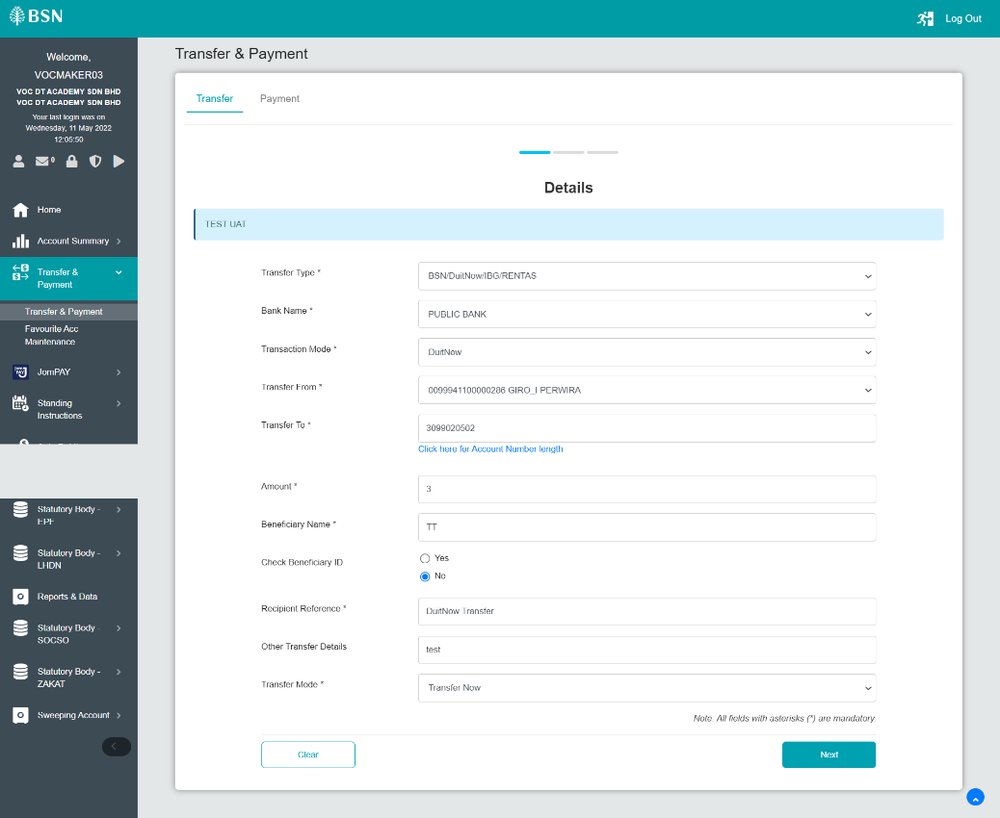 BSN
Log Out
Welcome,
VOCMAKER03
VOC DT ACADEMY SDN BHD
VOC DT ACADEMY SDN BHD
Your last login was on
Wednesday, 11 May 2022
12:05:50
0
Home
Account Summary
Transfer &
Payment
Transfer & Payment
Favourite Acc
Maintenance
JomPAY
Standing
Instructions
Statutory Body -
EPF
Statutory Body -
LHDN
Reports & Data
Statutory Body -
SOCSO
Statutory Body -
ZAKAT
Sweeping Account
Transfer & Payment
Transfer
Payment
Details
TEST UAT
Transfer Type *
BSN/DuitNow/IBG/RENTAS
Bank Name *
PUBLIC BANK
Transaction Mode *
DuitNow
Transfer From *
0099941100000286 GIRO_I PERWIRA
Transfer To *
3099020502
Click here for Account Number length
Amount *
3
Beneficiary Name *
TT
Check Beneficiary ID
Yes
No
Recipient Reference *
DuitNow Transfer
Other Transfer Details
test
Transfer Mode *
Transfer Now
Note: All fields with asterisks (*) are mandatory.
Clear
Next